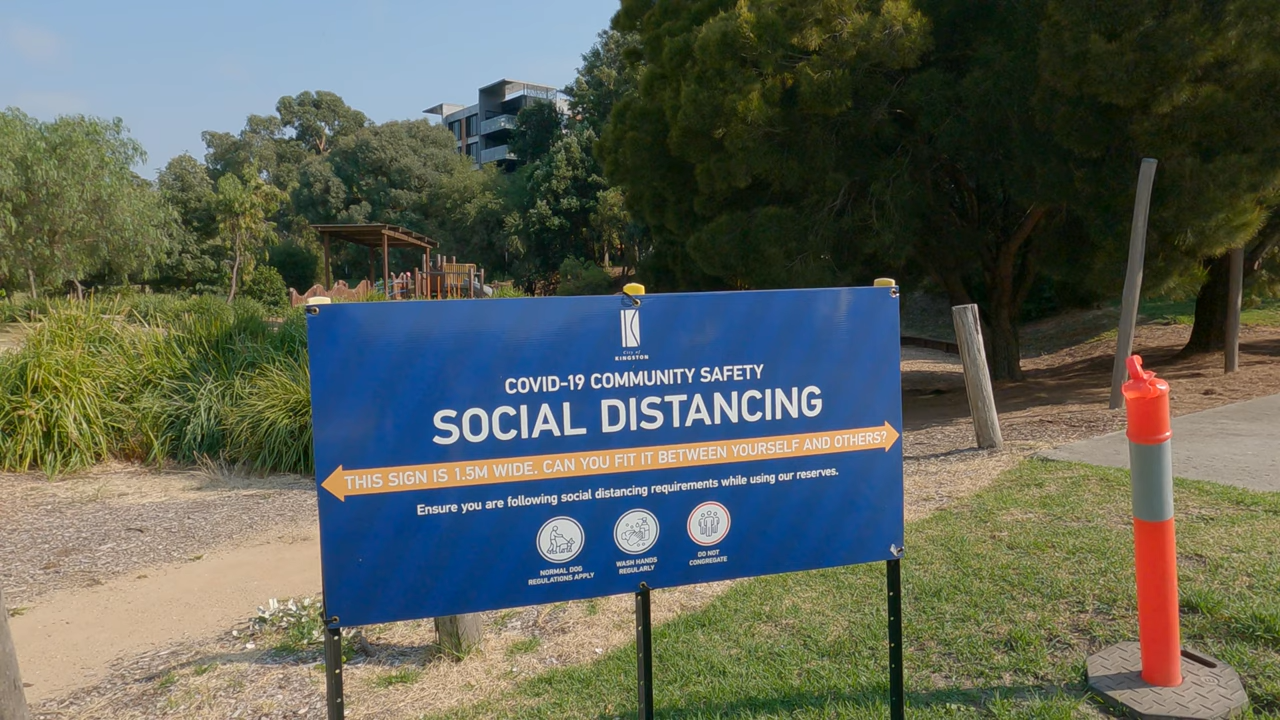 City of
KINGSTON
COVID-19 COMMUNITY SAFETY
SOCIAL DISTANCING
THIS SIGN IS 1.5M WIDE. CAN YOU FIT IT BETWEEN YOURSELF AND OTHERS?
Ensure you are following social distancing requirements while using our reserves.
NORMAL DOG
REGULATIONS APPLY
WASH HANDS
REGULARLY
DO NOT
CONGREGATE